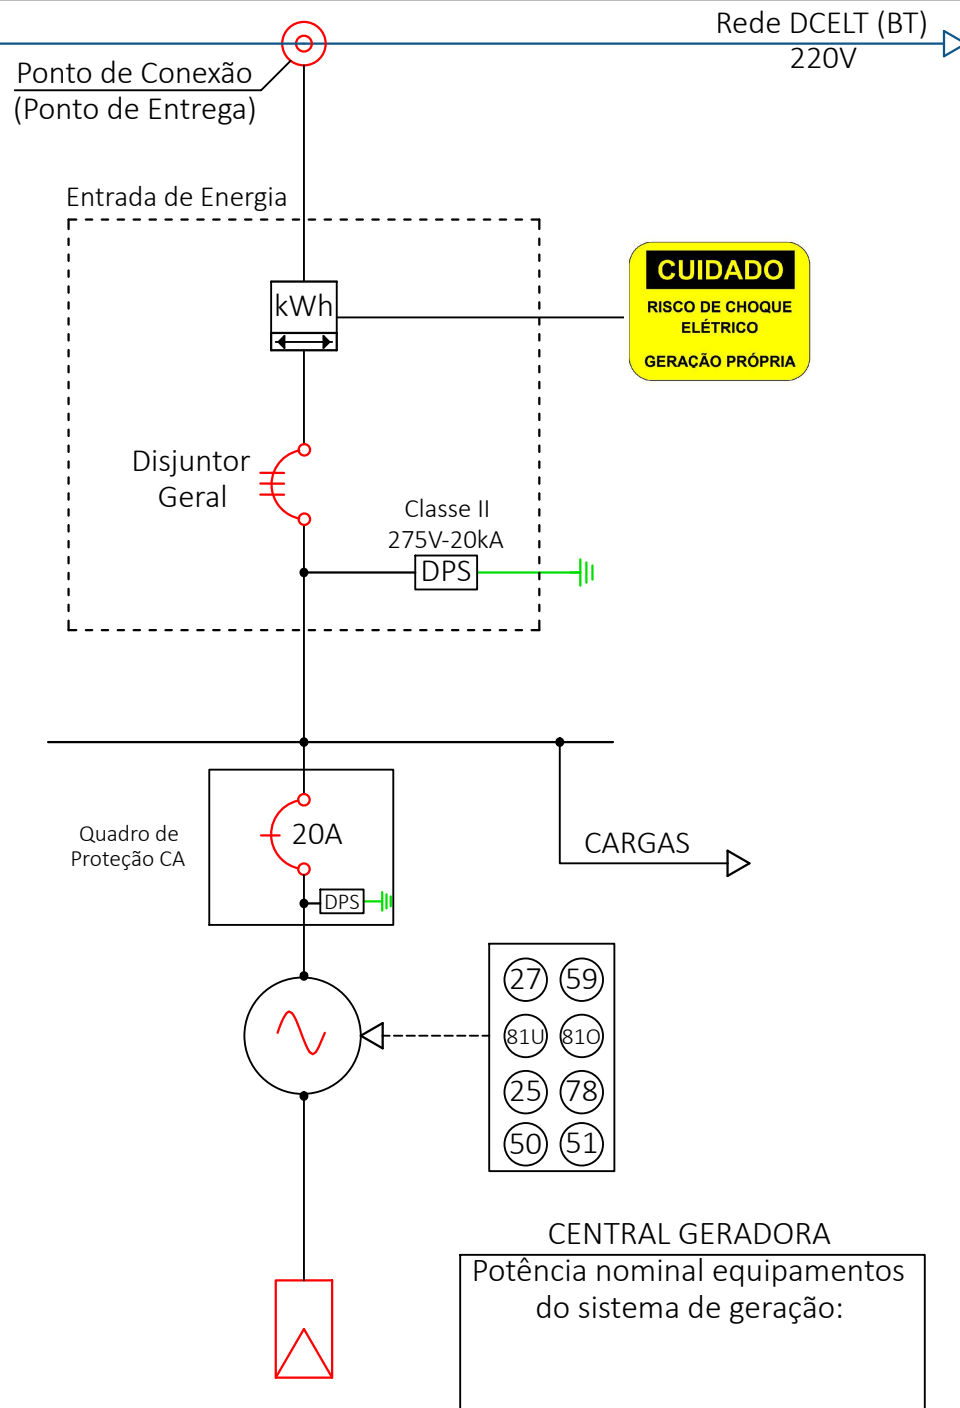 Rede DCELT (BT)
220V
Ponto de Conexão
(Ponto de Entrega)
Entrada de Energia
kWh
CUIDADO
RISCO DE CHOQUE
ELÉTRICO
GERAÇÃO PRÓPRIA
Disjuntor
Geral
Classe II
275V-20kA
DPS
Quadro de
Proteção CA
20A
DPS
CARGAS
27 59
81U 81O
25 78
50 51
CENTRAL GERADORA
Potência nominal equipamentos
do sistema de geração: